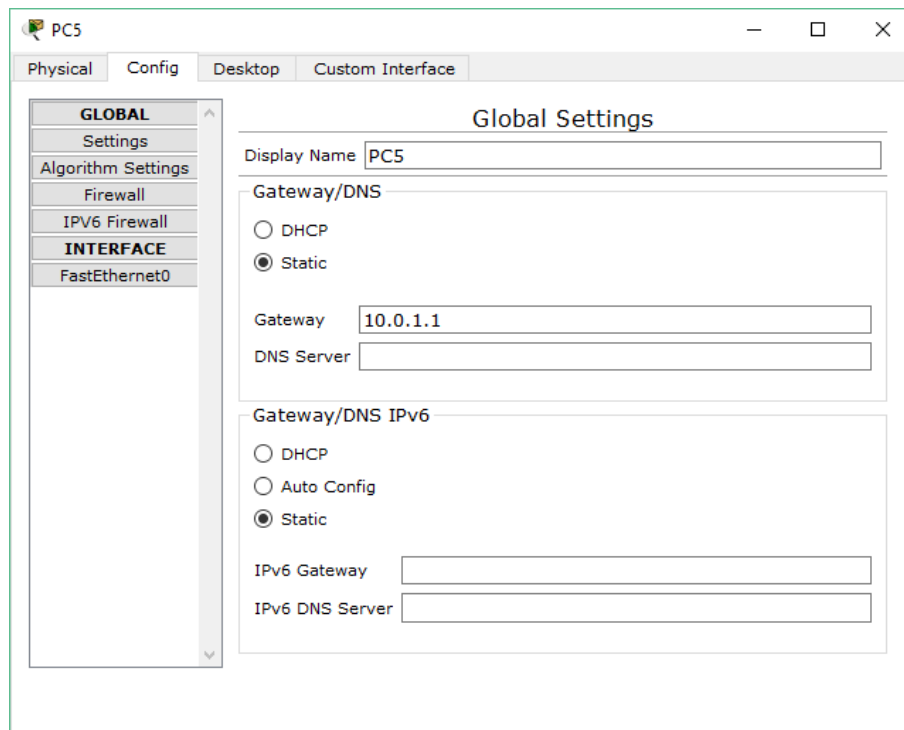 PC5
Physical Config Desktop Custom Interface
GLOBAL
Settings
Algorithm Settings
Firewall
IPV6 Firewall
INTERFACE
FastEthernet0
Global Settings
Display Name PC5
Gateway/DNS
DHCP
Static
Gateway 10.0.1.1
DNS Server
Gateway/DNS IPv6
DHCP
Auto Config
Static
IPv6 Gateway
IPv6 DNS Server